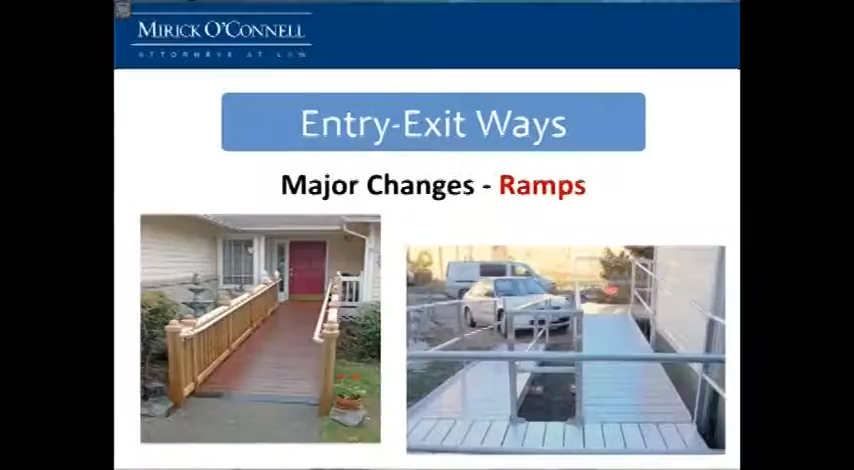 MIRICK O'CONNELL
ATTORNEYS AT LAW
Entry-Exit Ways
Major Changes - Ramps